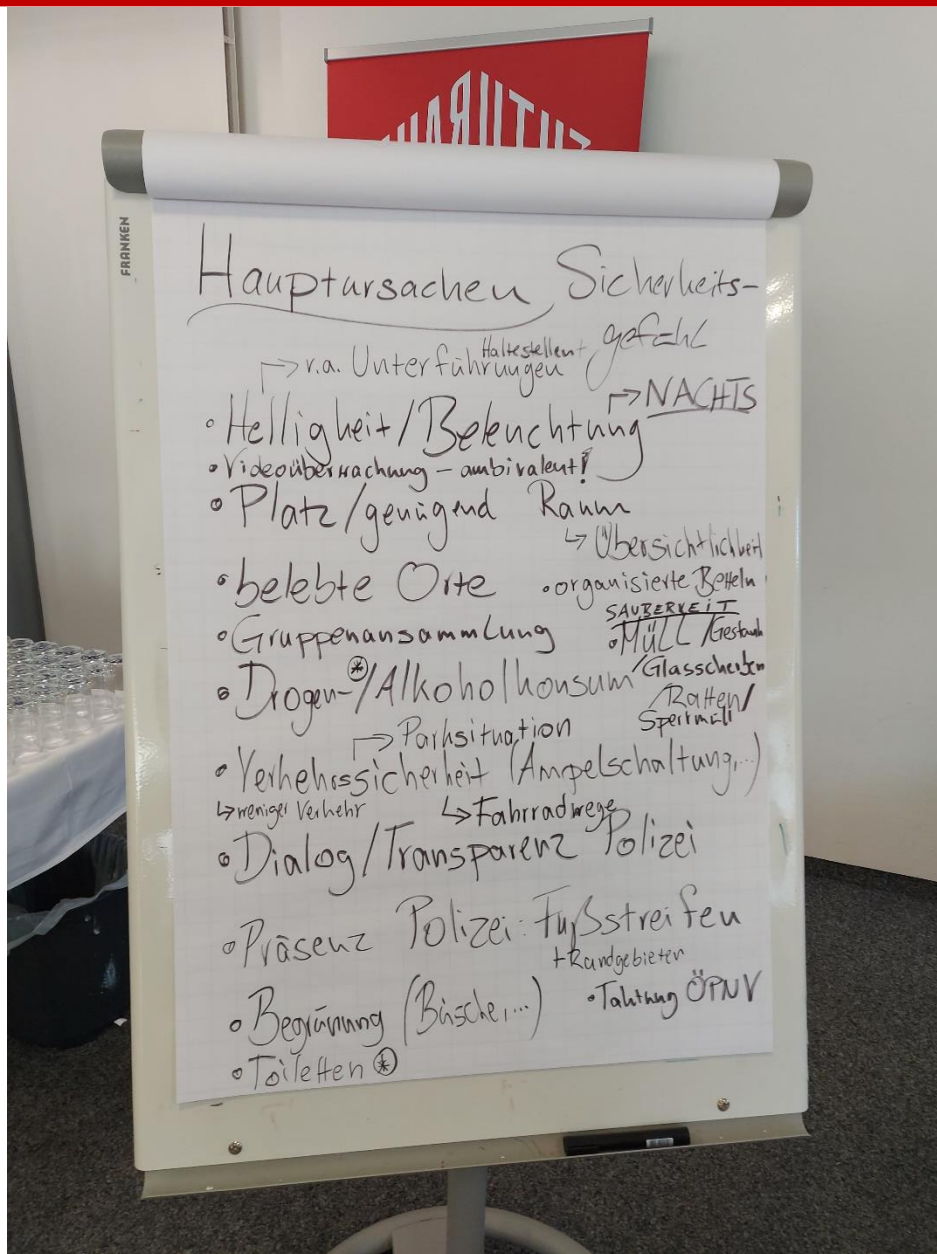 FRANKEN
Hauptursachen Sicherheits-
gefühl
↳ v.a. Unterführungen Haltestellen+
↳ NACHTS
• Helligkeit/Beleuchtung
• Videoüberwachung – ambivalent!
• Platz/genügend Raum
↳ Übersichtlichkeit
• belebte Orte
• organisierte Betteln
• Gruppenansammlung
SAUBERKEIT
• Müll/Gestank
/Glasscherben
/Ratten/
Sperrmüll
• Drogen-⊛/Alkoholkonsum
↳ Parksituation
• Verkehrssicherheit (Ampelschaltung,...)
↳ weniger Verkehr
↳ Fahrradwege
• Dialog/Transparenz Polizei
• Präsenz Polizei: Fußstreifen
+Randgebieten
• Begrünung (Büsche,...)
• Taktung ÖPNV
• Toiletten ⊛